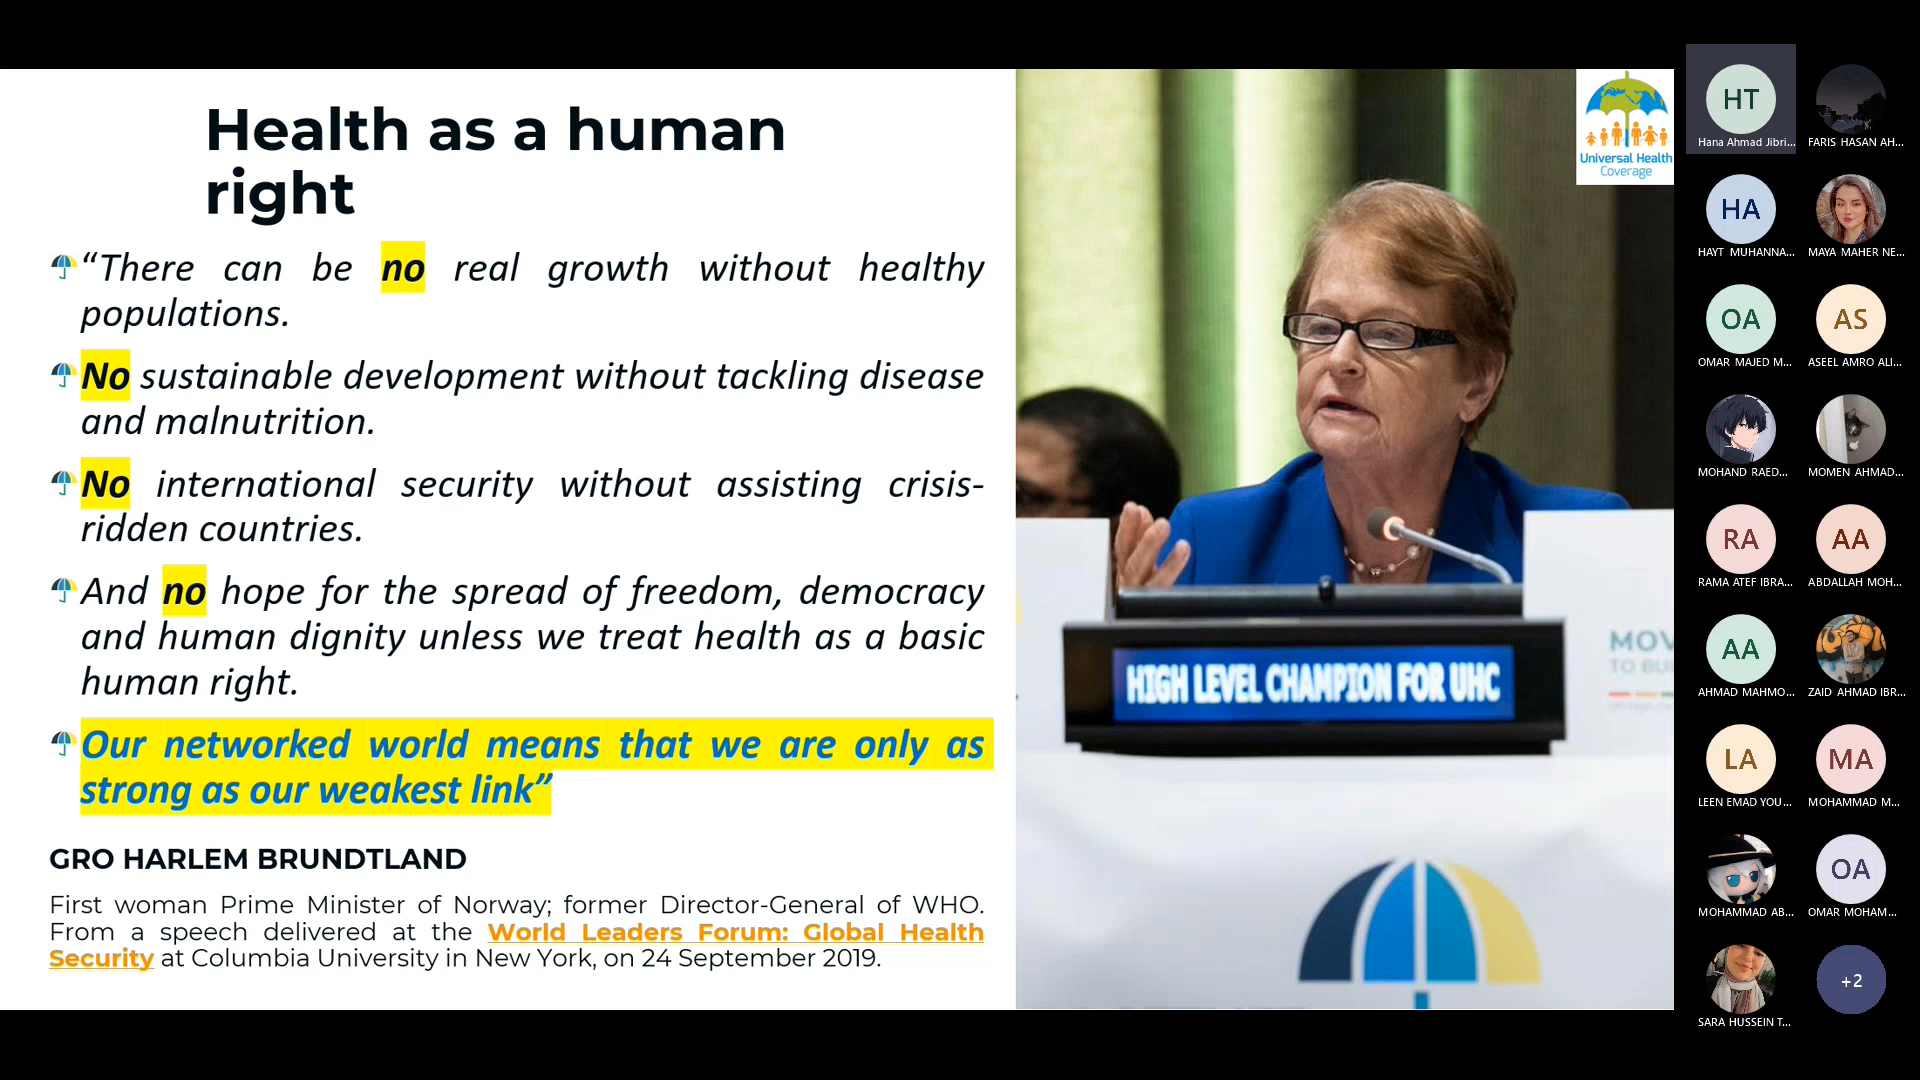 Health as a human
right
“There can be no real growth without healthy
populations.
No sustainable development without tackling disease
and malnutrition.
No international security without assisting crisis-
ridden countries.
And no hope for the spread of freedom, democracy
and human dignity unless we treat health as a basic
human right.
Our networked world means that we are only as
strong as our weakest link”
GRO HARLEM BRUNDTLAND
First woman Prime Minister of Norway; former Director-General of WHO.
From a speech delivered at the World Leaders Forum: Global Health
Security at Columbia University in New York, on 24 September 2019.
Universal Health
Coverage
HIGH LEVEL CHAMPION FOR UHC
MOV
TO BU
HT
Hana Ahmad Jibri...
FARIS HASAN AH...
HA
HAYT MUHANNA...
MAYA MAHER NE...
OA
OMAR MAJED M...
AS
ASEEL AMRO ALI...
MOHAND RAED...
MOMEN AHMAD...
RA
RAMA ATEF IBRA...
AA
ABDALLAH MOH...
AA
AHMAD MAHMO...
ZAID AHMAD IBR...
LA
LEEN EMAD YOU...
MA
MOHAMMAD M...
MOHAMMAD AB...
OA
OMAR MOHAM...
SARA HUSSEIN T...
+2